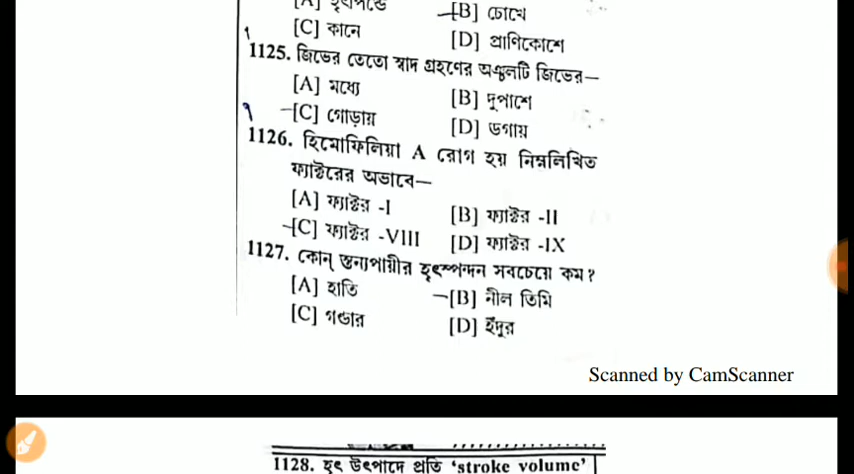 [A] হৃৎপিণ্ডে [B] চোখে
[C] কানে [D] প্রাণিকোশে
1125. জিভের তেতো স্বাদ গ্রহণের অঞ্চলটি জিভের—
[A] মধ্যে [B] দুপাশে
[C] গোড়ায় [D] ডগায়
1126. হিমোফিলিয়া A রোগ হয় নিম্নলিখিত
ফ্যাক্টরের অভাবে—
[A] ফ্যাক্টর -I [B] ফ্যাক্টর -II
[C] ফ্যাক্টর -VIII [D] ফ্যাক্টর -IX
1127. কোন্ স্তন্যপায়ীর হৃৎস্পন্দন সবচেয়ে কম?
[A] হাতি [B] নীল তিমি
[C] গণ্ডার [D] ইঁদুর
Scanned by CamScanner
1128. হৃৎ উৎপাদে প্রতি ‘stroke volume’